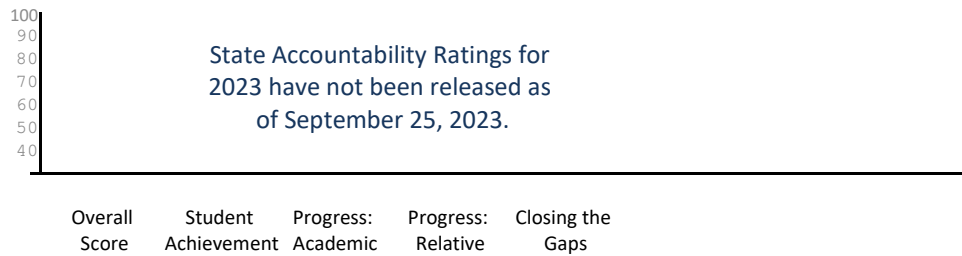 100
90
80
70
60
50
40
State Accountability Ratings for
2023 have not been released as
of September 25, 2023.
Overall Student Progress: Progress: Closing the
Score Achievement Academic Relative Gaps